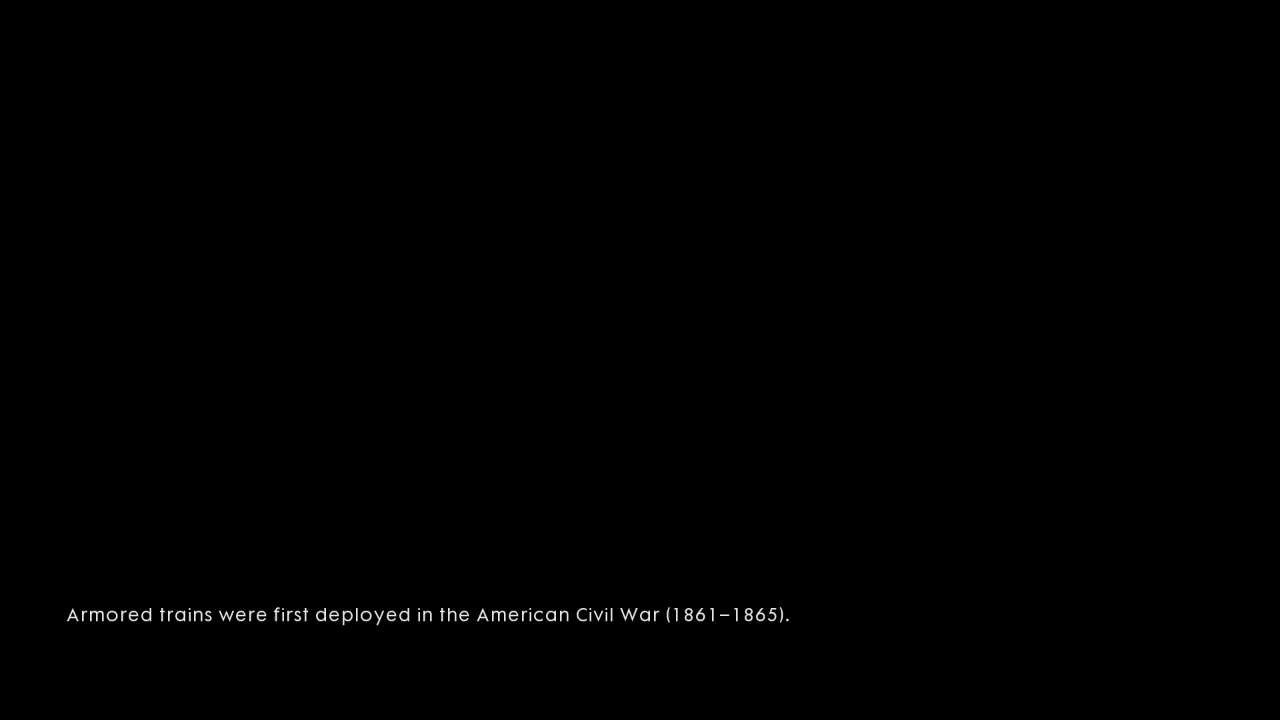 Armored trains were first deployed in the American Civil War (1861–1865).